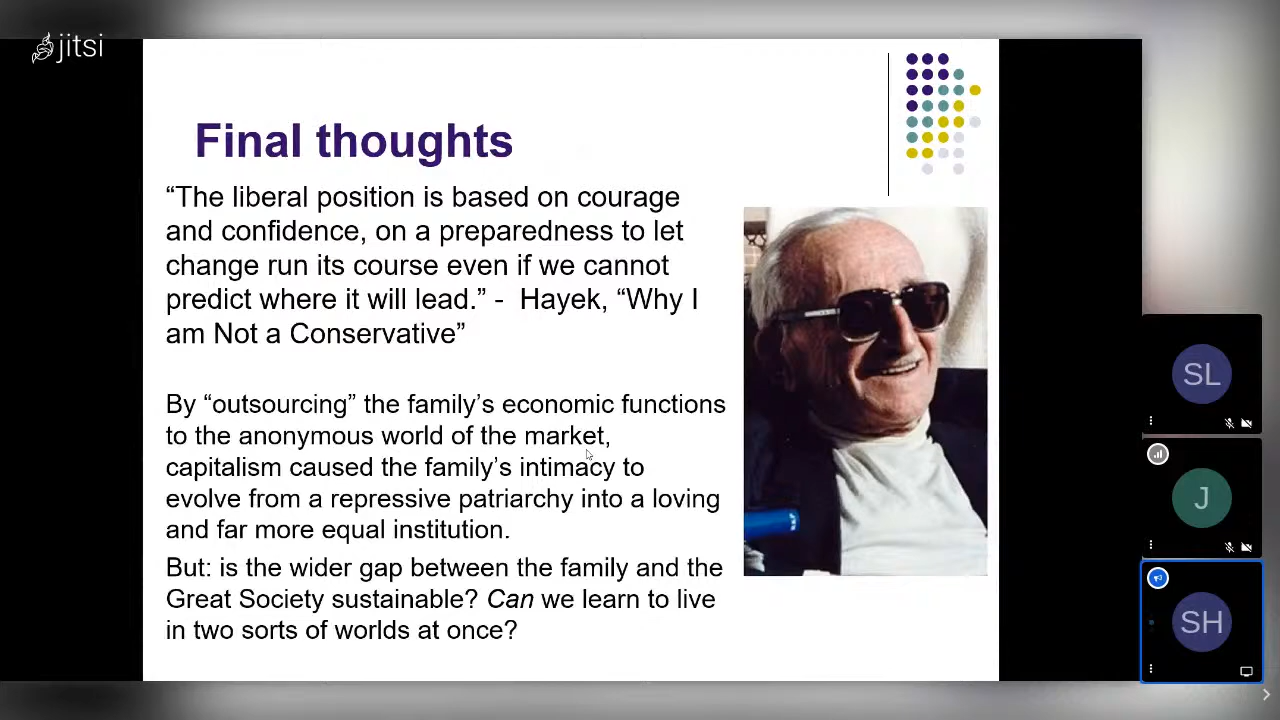 jitsi
Final thoughts
“The liberal position is based on courage
and confidence, on a preparedness to let
change run its course even if we cannot
predict where it will lead.” - Hayek, “Why I
am Not a Conservative”
By “outsourcing” the family’s economic functions
to the anonymous world of the market,
capitalism caused the family’s intimacy to
evolve from a repressive patriarchy into a loving
and far more equal institution.
But: is the wider gap between the family and the
Great Society sustainable? Can we learn to live
in two sorts of worlds at once?
SL
J
SH